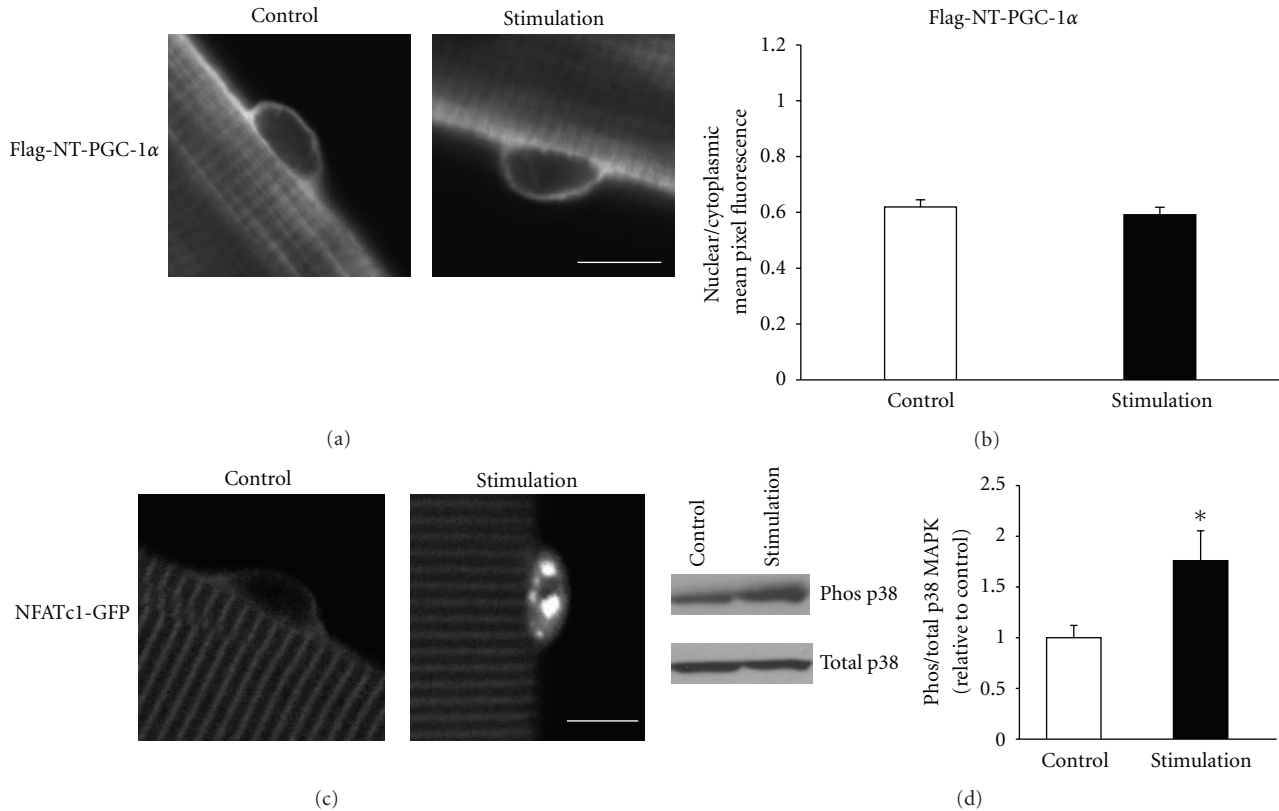 Control
Stimulation
Flag-NT-PGC-1α
(a)
Flag-NT-PGC-1α
Nuclear/cytoplasmic
mean pixel fluorescence
1.2
1
0.8
0.6
0.4
0.2
0
Control
Stimulation
(b)
Control
Stimulation
NFATc1-GFP
(c)
Control
Stimulation
Phos p38
Total p38
Phos/total p38 MAPK
(relative to control)
2.5
2
1.5
1
0.5
0
*
Control
Stimulation
(d)